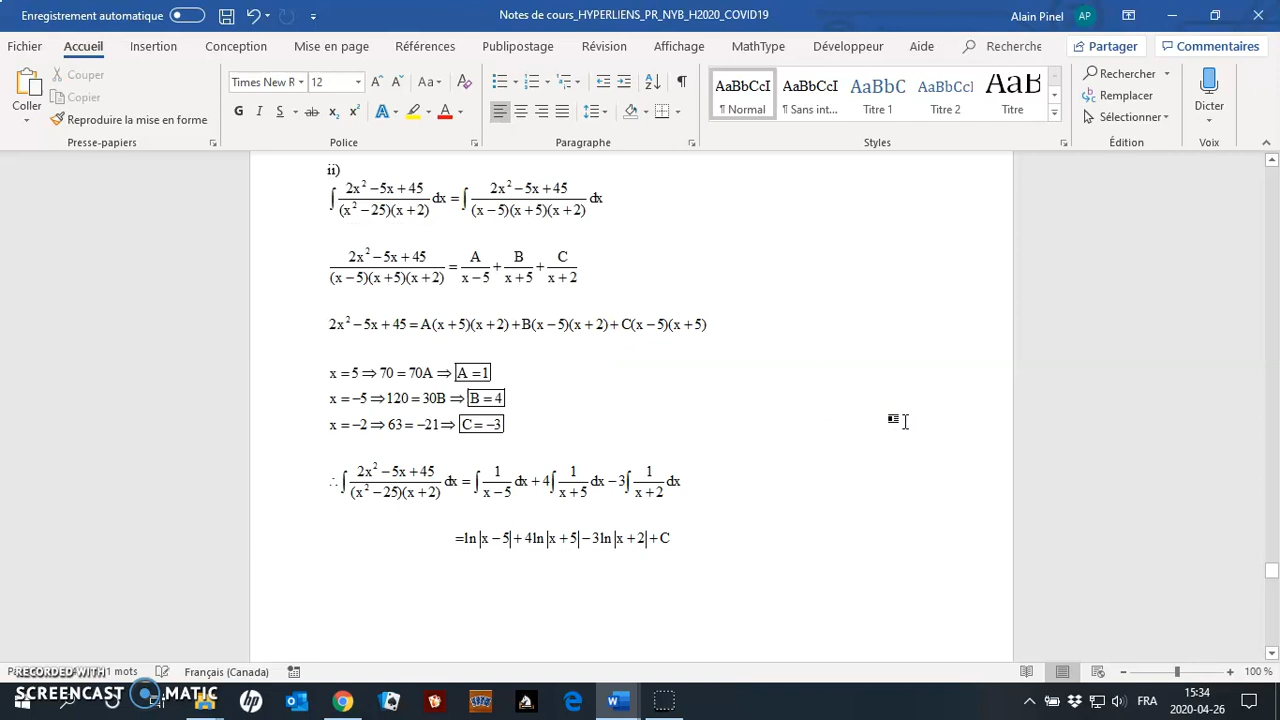 Enregistrement automatique
Notes de cours_HYPERLIENS_PR_NYB_H2020_COVID19
Alain Pinel AP
Fichier Accueil Insertion Conception Mise en page Références Publipostage Révision Affichage MathType Développeur Aide Recherche Partager Commentaires
Coller Couper Copier Reproduire la mise en forme
Times New R 12 Aa
G I S ab x₂ x² A A
AaBbCcI AaBbCcI AaBbC AaBbCcI AaB
¶ Normal ¶ Sans int... Titre 1 Titre 2 Titre
Rechercher Remplacer Sélectionner Dicter
Presse-papiers Police Paragraphe Styles Édition Voix
ii)
∫ (2x² − 5x + 45)/((x² − 25)(x + 2)) dx = ∫ (2x² − 5x + 45)/((x − 5)(x + 5)(x + 2)) dx
(2x² − 5x + 45)/((x − 5)(x + 5)(x + 2)) = A/(x − 5) + B/(x + 5) + C/(x + 2)
2x² − 5x + 45 = A(x + 5)(x + 2) + B(x − 5)(x + 2) + C(x − 5)(x + 5)
x = 5 ⇒ 70 = 70A ⇒ A = 1
x = −5 ⇒ 120 = 30B ⇒ B = 4
x = −2 ⇒ 63 = −21 ⇒ C = −3
∴ ∫ (2x² − 5x + 45)/((x² − 25)(x + 2)) dx = ∫ 1/(x − 5) dx + 4∫ 1/(x + 5) dx − 3∫ 1/(x + 2) dx
= ln|x − 5| + 4ln|x + 5| − 3ln|x + 2| + C
1 mots Français (Canada) 100 %
RECORDED WITH
SCREENCAST MATIC
FRA 15:34
2020-04-26